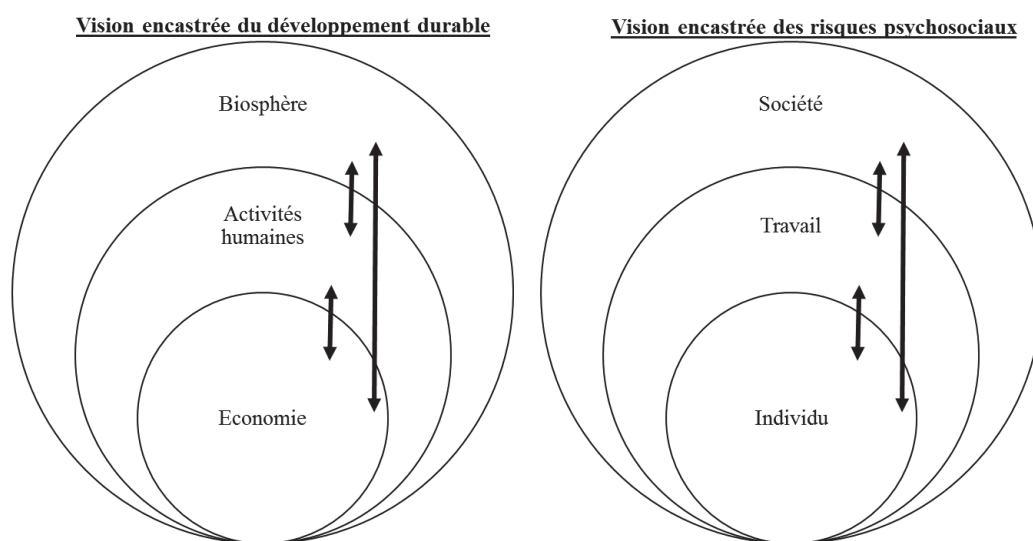 Vision encastrée du développement durable
Biosphère
Activités
humaines
Economie
Vision encastrée des risques psychosociaux
Société
Travail
Individu